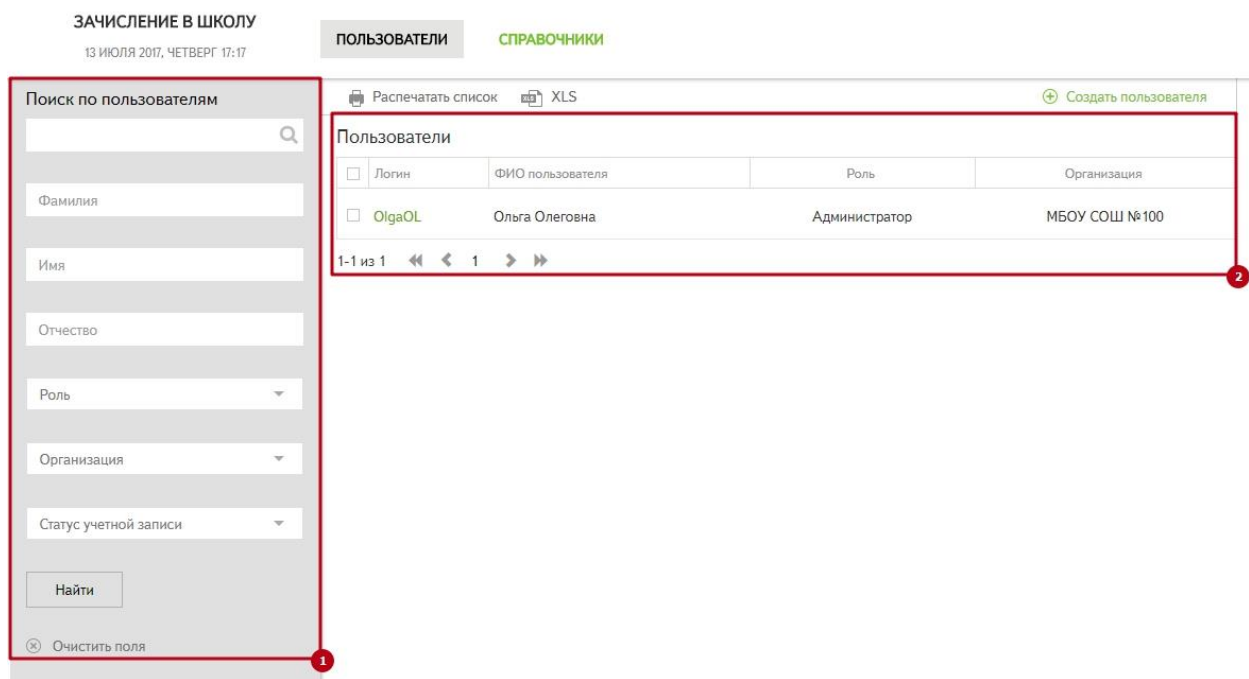 ЗАЧИСЛЕНИЕ В ШКОЛУ
13 ИЮЛЯ 2017, ЧЕТВЕРГ 17:17
ПОЛЬЗОВАТЕЛИ
СПРАВОЧНИКИ
Поиск по пользователям
Фамилия
Имя
Отчество
Роль
Организация
Статус учетной записи
Найти
Очистить поля
1
Распечатать список XLS
Создать пользователя
Пользователи
Логин ФИО пользователя Роль Организация
OlgaOL Ольга Олеговна Администратор МБОУ СОШ №100
1-1 из 1 1
2